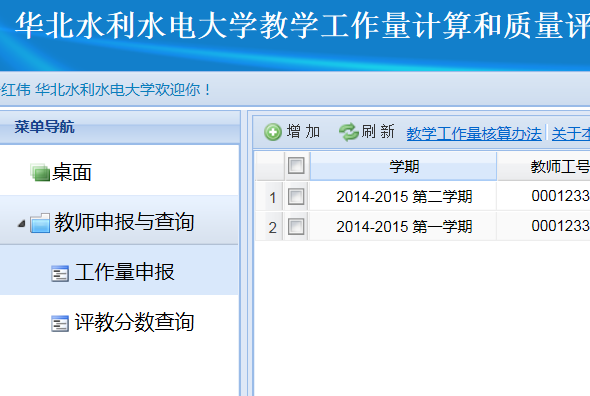 华北水利水电大学教学工作量计算和质量评
红伟 华北水利水电大学欢迎你！
菜单导航
增 加 刷 新 教学工作量核算办法 关于本
桌面
学期 教师工号
1 2014-2015 第二学期 0001233
教师申报与查询
2 2014-2015 第一学期 0001233
工作量申报
评教分数查询